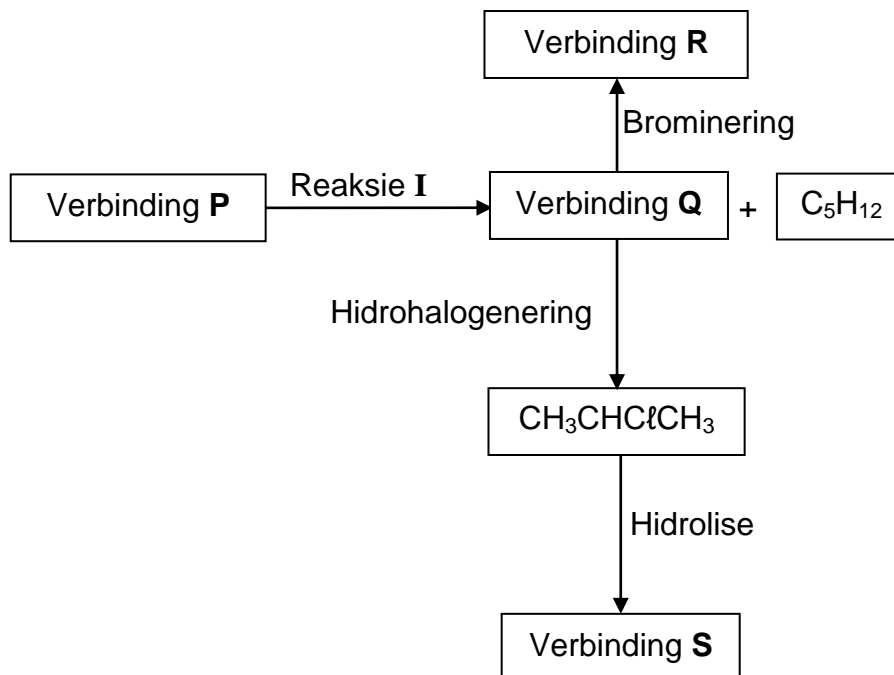 Verbinding R
Brominering
Verbinding P
Reaksie I
Verbinding Q
+
C₅H₁₂
Hidrohalogenering
CH₃CHCℓCH₃
Hidrolise
Verbinding S